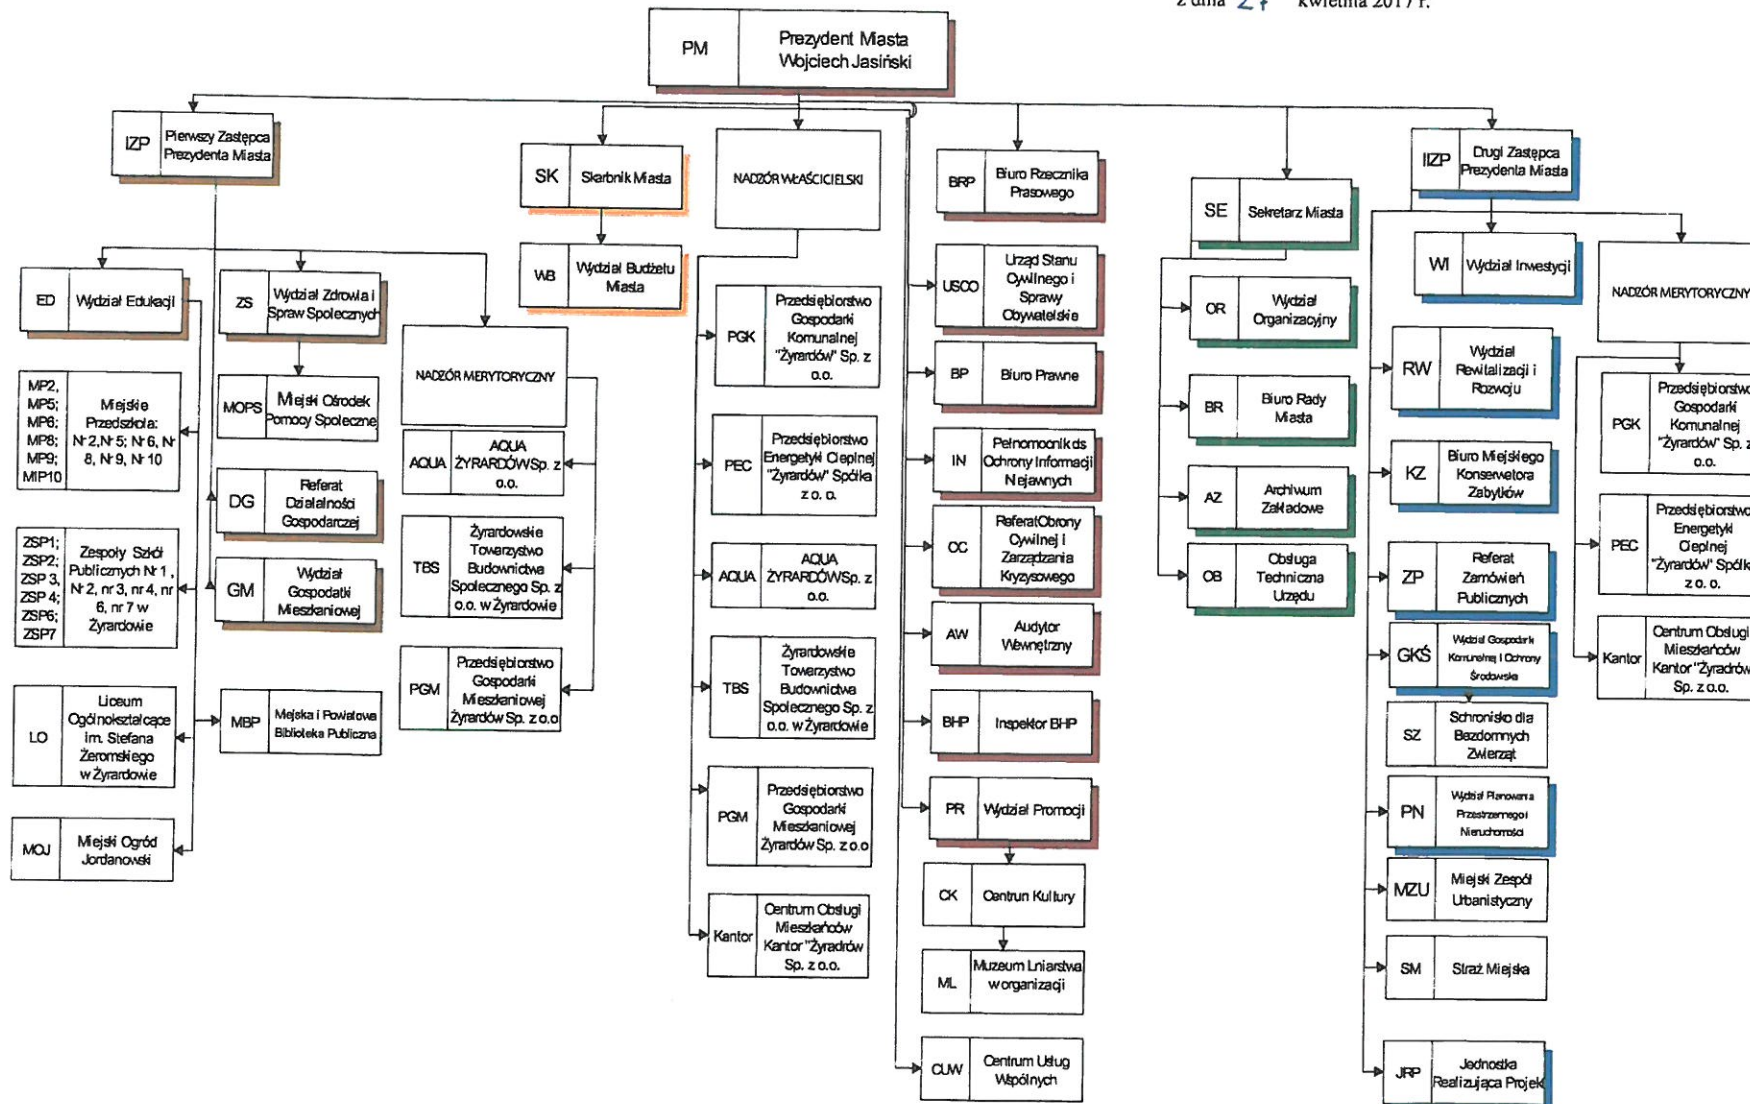 z dnia 27 kwietnia 2017 r.
PM
Prezydent Miasta
Wojciech Jasiński
IZP
Pierwszy Zastępca
Prezydenta Miasta
SK
Skarbnik Miasta
NADZÓR WŁAŚCICIELSKI
BRP
Biuro Rzecznika
Prasowego
SE
Sekretarz Miasta
IIZP
Drugi Zastępca
Prezydenta Miasta
ED
Wydział Edukacji
ZS
Wydział Zdrowia i
Spraw Społecznych
WB
Wydział Budżetu
Miasta
USCO
Urząd Stanu
Cywilnego i
Sprawy
Obywatelskie
WI
Wydział Inwestycji
NADZÓR MERYTORYCZNY
MP2;
MP5;
MP6;
MP8;
MP9;
MIP10
Miejskie
Przedszkola:
Nr 2, Nr 5; Nr 6, Nr
8, Nr 9, Nr 10
MOPS
Miejski Ośrodek
Pomocy Społecznej
NADZÓR MERYTORYCZNY
DG
Referat
Działalności
Gospodarczej
GM
Wydział
Gospodatki
Mieszkaniowej
ZSP1;
ZSP2;
ZSP 3,
ZSP 4;
ZSP6;
ZSP7
Zespoły Szkół
Publicznych Nr 1 ,
Nr 2, nr 3, nr 4, nr
6, nr 7 w
Żyrardowie
LO
Liceum
Ogólnokształcące
im. Stefana
Żeromskiego
w Żyrardowie
MBP
Miejska i Powiatowa
Biblioteka Publiczna
MOJ
Miejski Ogród
Jordanowski
AQUA
AQUA
ŻYRARDÓW Sp. z
o.o.
TBS
Żyrardowskie
Towarzystwo
Budownictwa
Społecznego Sp. z
o.o. w Żyrardowie
PGM
Przedsiębiorstwo
Gospodarki
Mieszkaniowej
Żyrardów Sp. z o.o
PGK
Przedsiębiorstwo
Gospodarki
Komunalnej
"Żyrardów" Sp. z
o.o.
PEC
Przedsiębiorstwo
Energetyki Cieplnej
"Żyrardów" Spółka
z o. o.
AQUA
AQUA
ŻYRARDÓW Sp. z
o.o.
TBS
Żyrardowskie
Towarzystwo
Budownictwa
Społecznego Sp. z
o.o. w Żyrardowie
PGM
Przedsiębiorstwo
Gospodarki
Mieszkaniowej
Żyrardów Sp. z o.o
Kantor
Centrum Obsługi
Mieszkańców
Kantor "Żyradrów
Sp. z o.o.
BP
Biuro Prawne
IN
Pełnomocnik ds
Ochrony Informacji
Niejawnych
OC
Referat Obrony
Cywilnej i
Zarządzania
Kryzysowego
AW
Audytor
Wewnętrzny
BHP
Inspektor BHP
PR
Wydział Promocji
CK
Centrun Kultury
ML
Muzeum Lniarstwa
w organizacji
CUW
Centrum Usług
Wspólnych
OR
Wydział
Organizacyjny
BR
Biuro Rady
Miasta
AZ
Archiwum
Zakładowe
OB
Obsługa
Techniczna
Urzędu
RW
Wydział
Rewitalizacji i
Rozwoju
KZ
Biuro Miejskiego
Konserwatora
Zabytków
ZP
Referat
Zamówień
Publicznych
GKŚ
Wydział Gospodarki
Komunalnej i Ochrony
Środowiska
SZ
Schronisko dla
Bezdomnych
Zwierząt
PN
Wydział Planowania
Przestrzennego i
Nieruchomości
MZU
Miejski Zespół
Urbanistyczny
SM
Straż Miejska
JRP
Jednostka
Realizująca Projekt
PGK
Przedsiębiorstwo
Gospodarki
Komunalnej
"Żyrardów" Sp. z
o.o.
PEC
Przedsiębiorstwo
Energetyki
Cieplnej
"Żyrardów" Spółka
z o. o.
Kantor
Centrum Obsługi
Mieszkańców
Kantor "Żyradrów
Sp. z o.o.